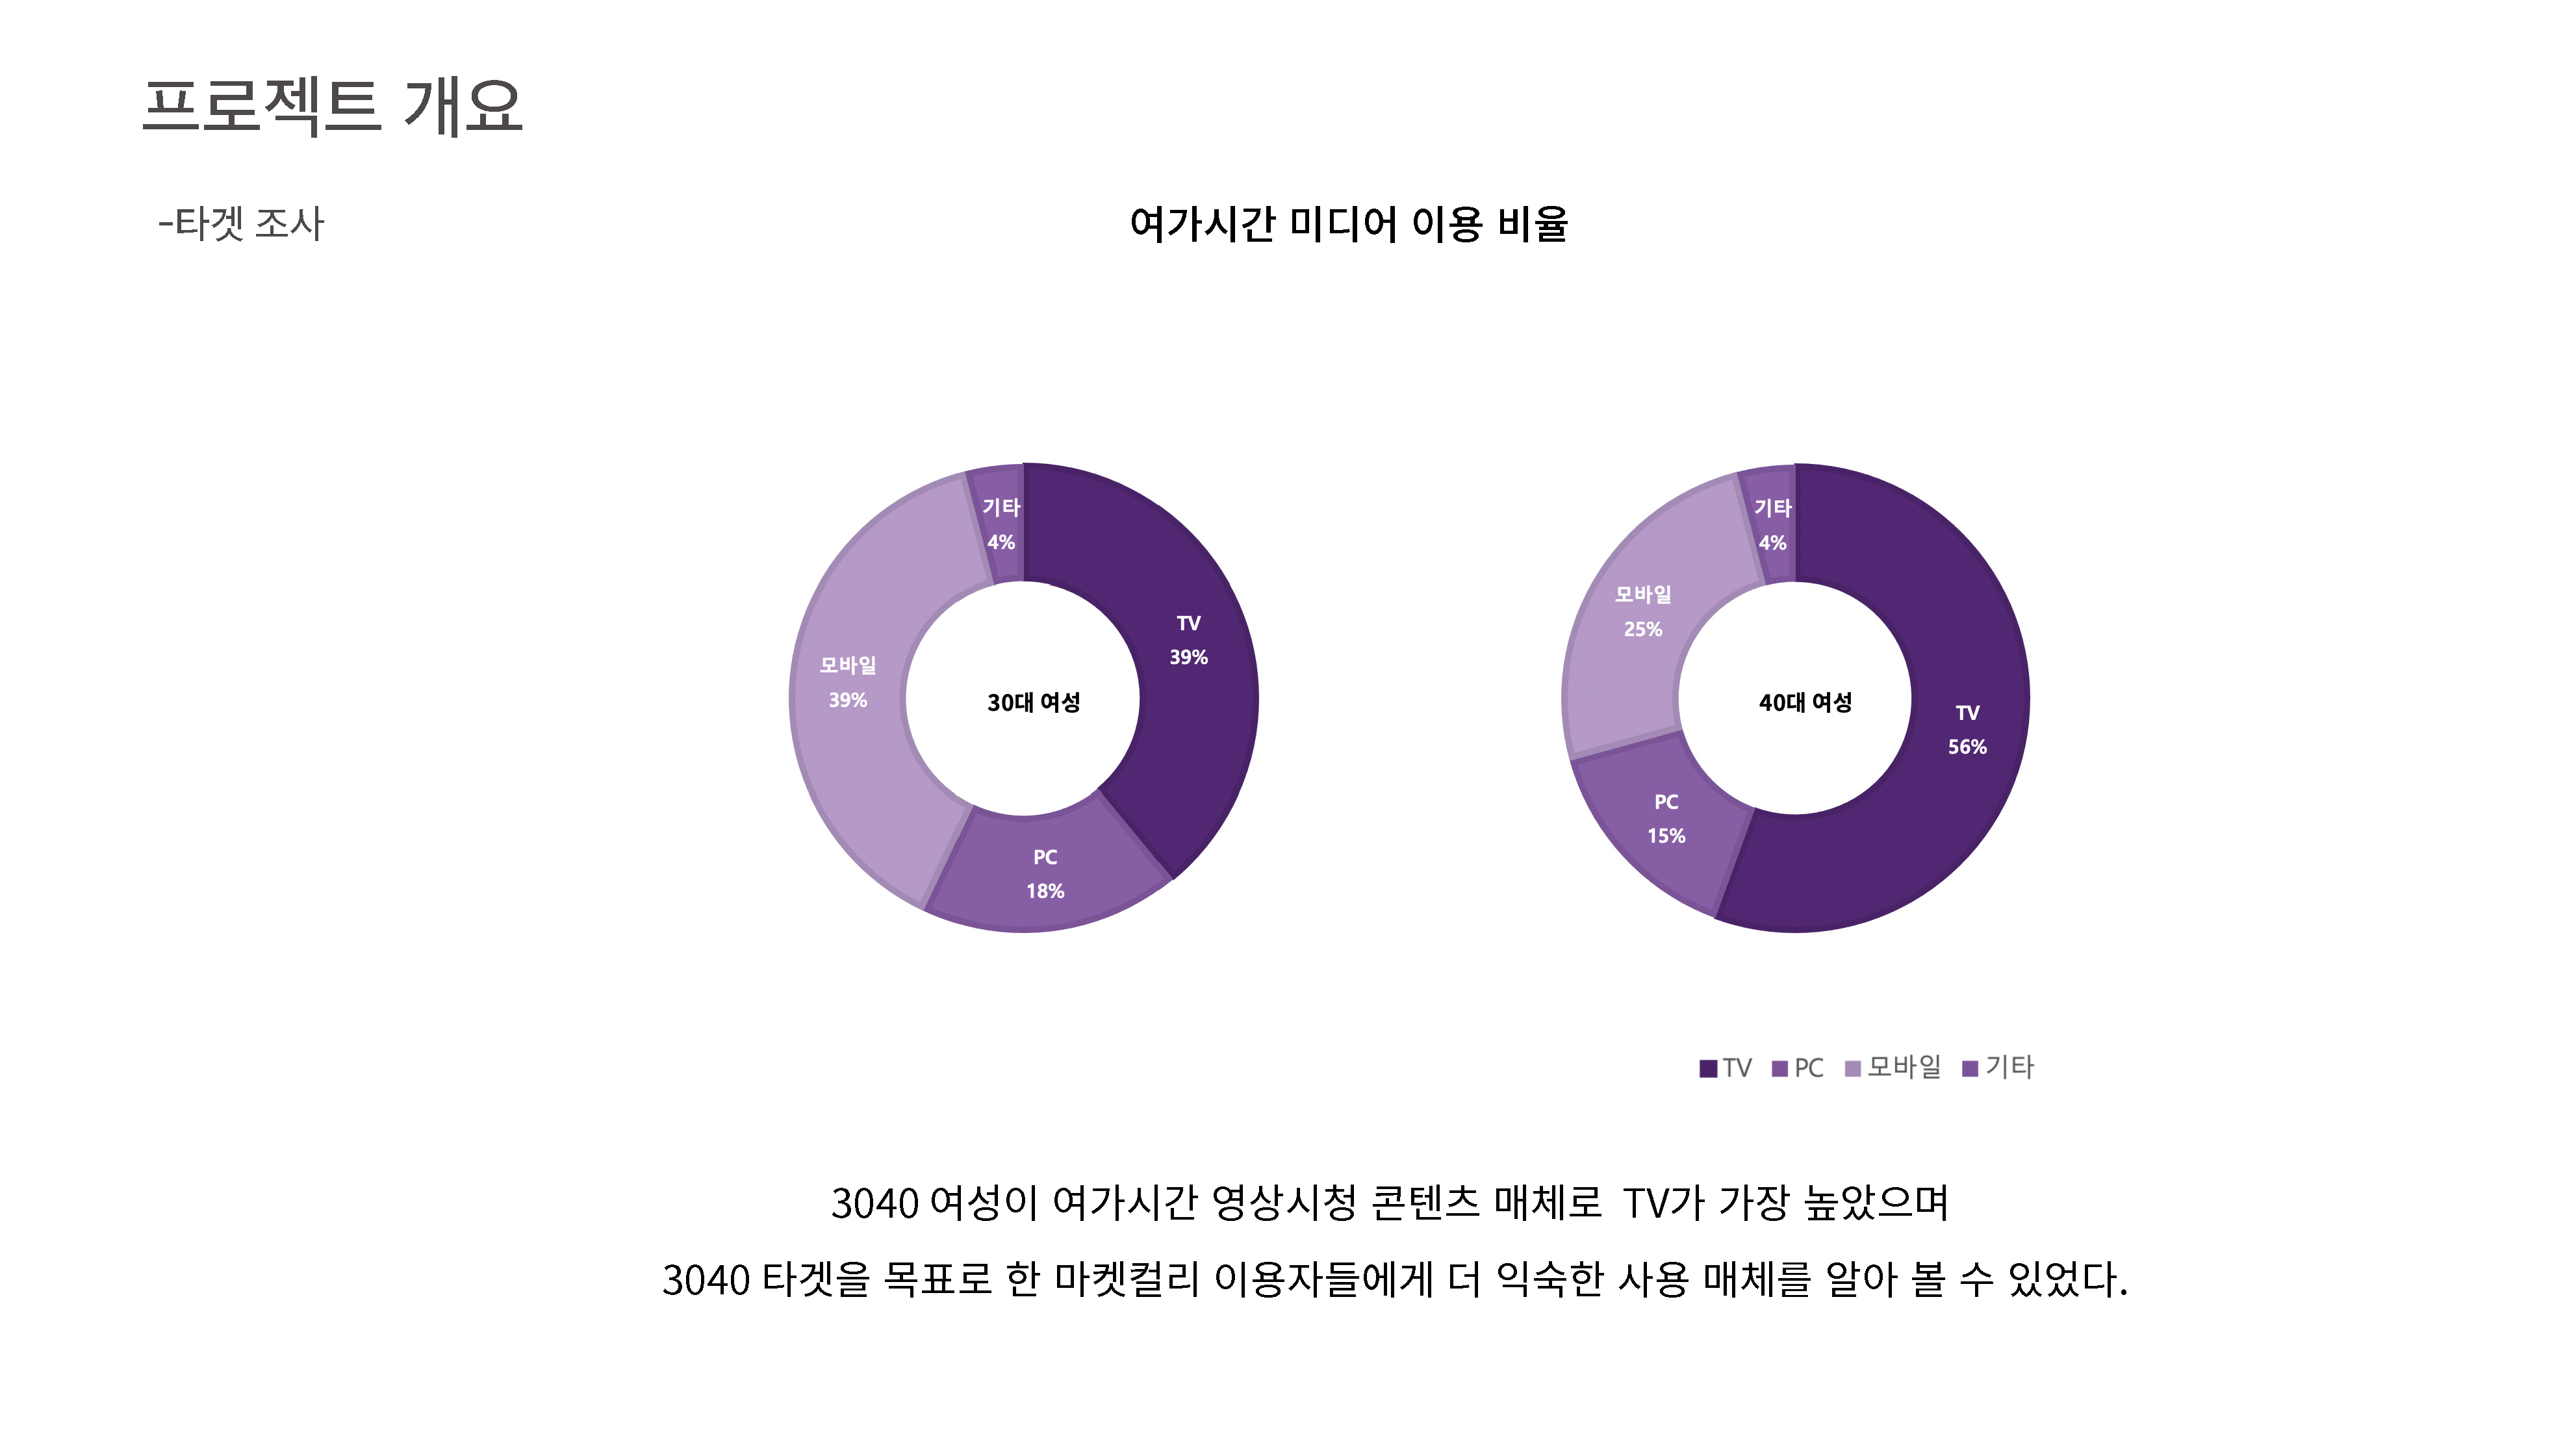 프로젝트 개요
-타겟 조사
여가시간 미디어 이용 비율
기타
4%
TV
39%
모바일
39%
30대 여성
PC
18%
기타
4%
모바일
25%
40대 여성
TV
56%
PC
15%
TV PC 모바일 기타
3040 여성이 여가시간 영상시청 콘텐츠 매체로 TV가 가장 높았으며
3040 타겟을 목표로 한 마켓컬리 이용자들에게 더 익숙한 사용 매체를 알아 볼 수 있었다.